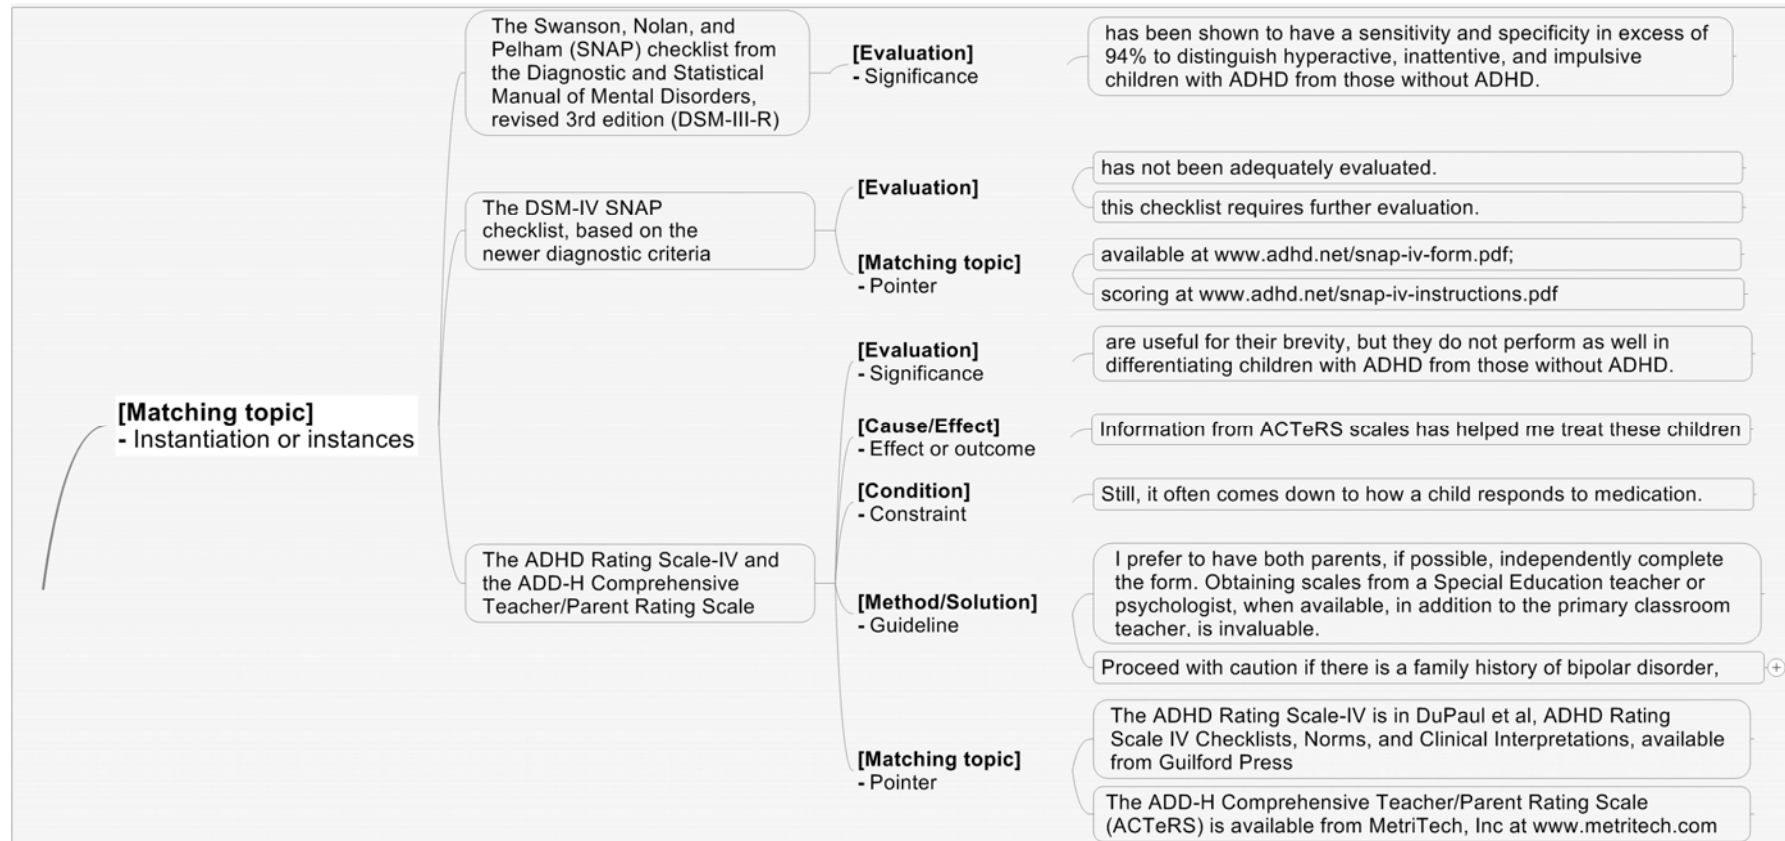 The Swanson, Nolan, and
Pelham (SNAP) checklist from
the Diagnostic and Statistical
Manual of Mental Disorders,
revised 3rd edition (DSM-III-R)
[Evaluation]
- Significance
has been shown to have a sensitivity and specificity in excess of
94% to distinguish hyperactive, inattentive, and impulsive
children with ADHD from those without ADHD.
The DSM-IV SNAP
checklist, based on the
newer diagnostic criteria
[Evaluation]
has not been adequately evaluated.
this checklist requires further evaluation.
[Matching topic]
- Pointer
available at www.adhd.net/snap-iv-form.pdf;
scoring at www.adhd.net/snap-iv-instructions.pdf
[Matching topic]
- Instantiation or instances
The ADHD Rating Scale-IV and
the ADD-H Comprehensive
Teacher/Parent Rating Scale
[Evaluation]
- Significance
are useful for their brevity, but they do not perform as well in
differentiating children with ADHD from those without ADHD.
[Cause/Effect]
- Effect or outcome
Information from ACTeRS scales has helped me treat these children
[Condition]
- Constraint
Still, it often comes down to how a child responds to medication.
[Method/Solution]
- Guideline
I prefer to have both parents, if possible, independently complete
the form. Obtaining scales from a Special Education teacher or
psychologist, when available, in addition to the primary classroom
teacher, is invaluable.
Proceed with caution if there is a family history of bipolar disorder,
[Matching topic]
- Pointer
The ADHD Rating Scale-IV is in DuPaul et al, ADHD Rating
Scale IV Checklists, Norms, and Clinical Interpretations, available
from Guilford Press
The ADD-H Comprehensive Teacher/Parent Rating Scale
(ACTeRS) is available from MetriTech, Inc at www.metritech.com